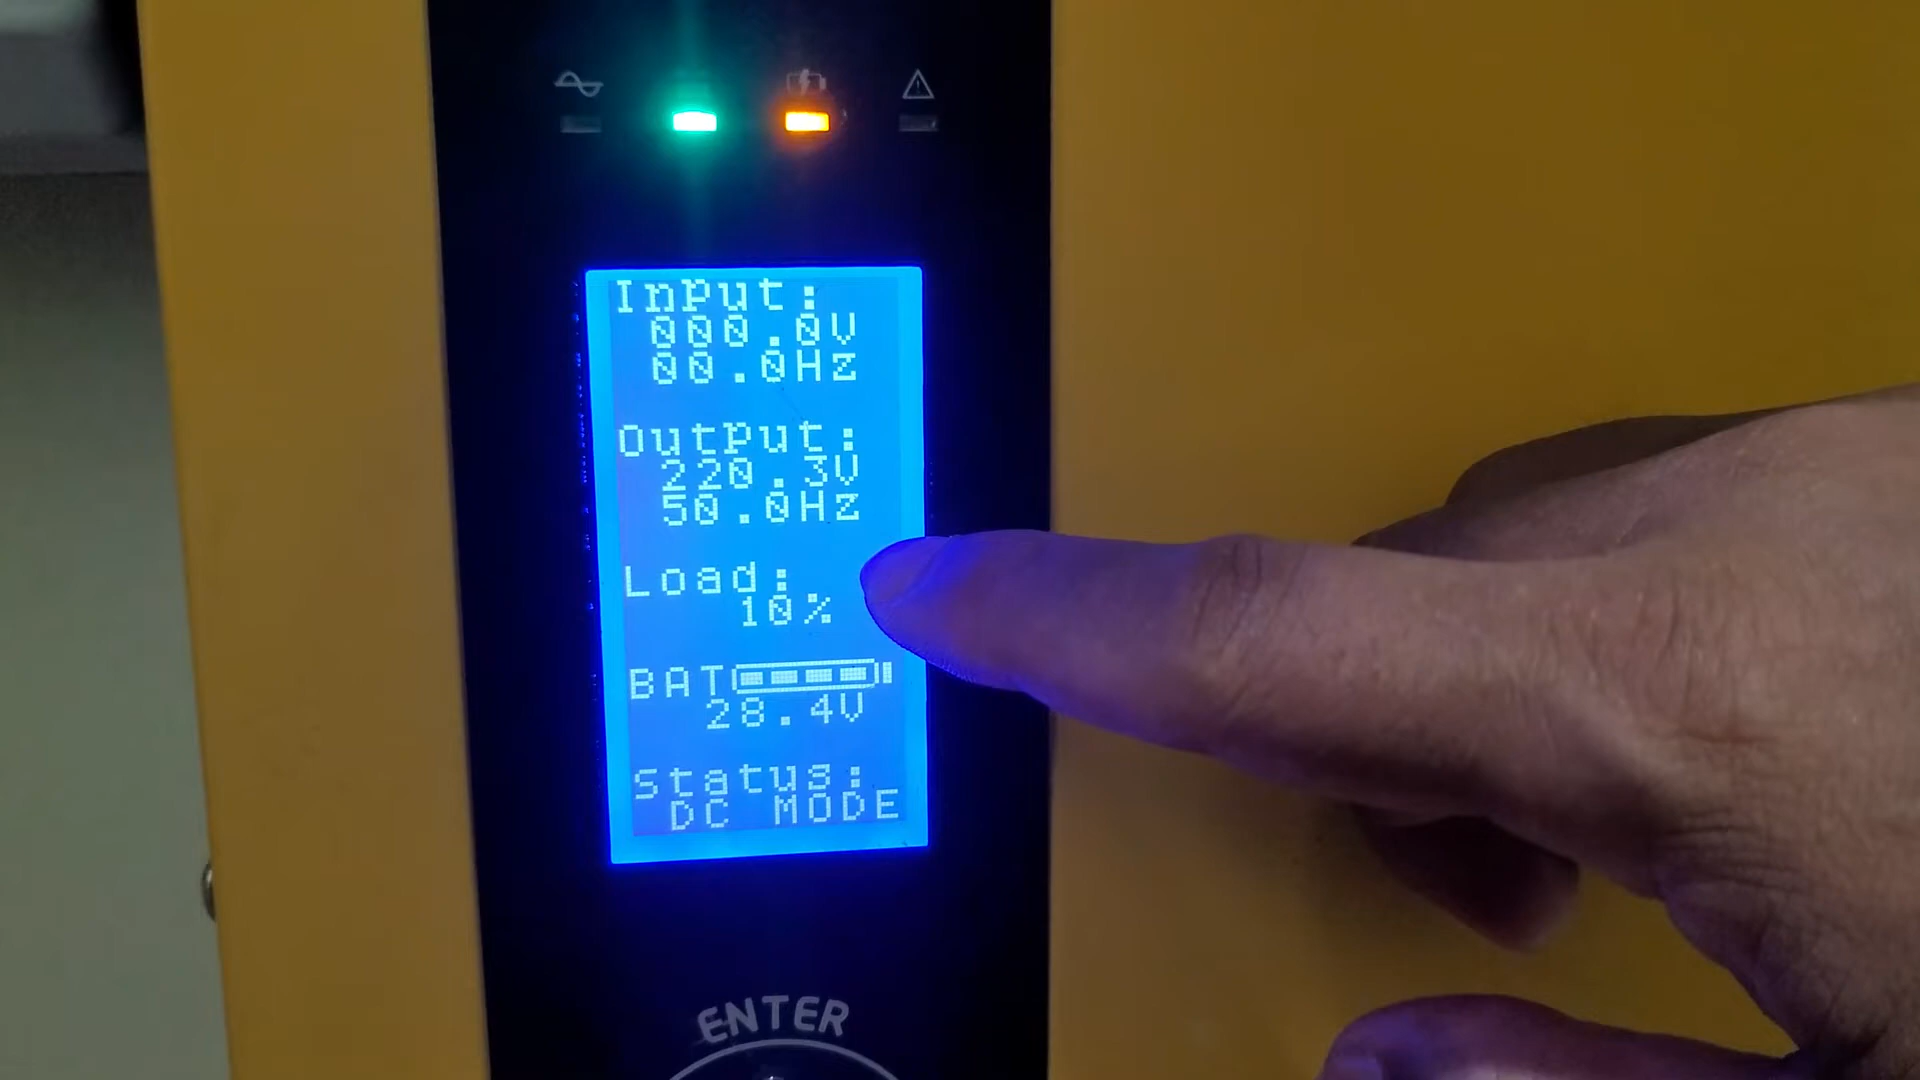 Input:
000.0V
00.0Hz
Output:
220.3V
50.0Hz
Load:
10%
BAT
28.4V
Status:
DC MODE
ENTER